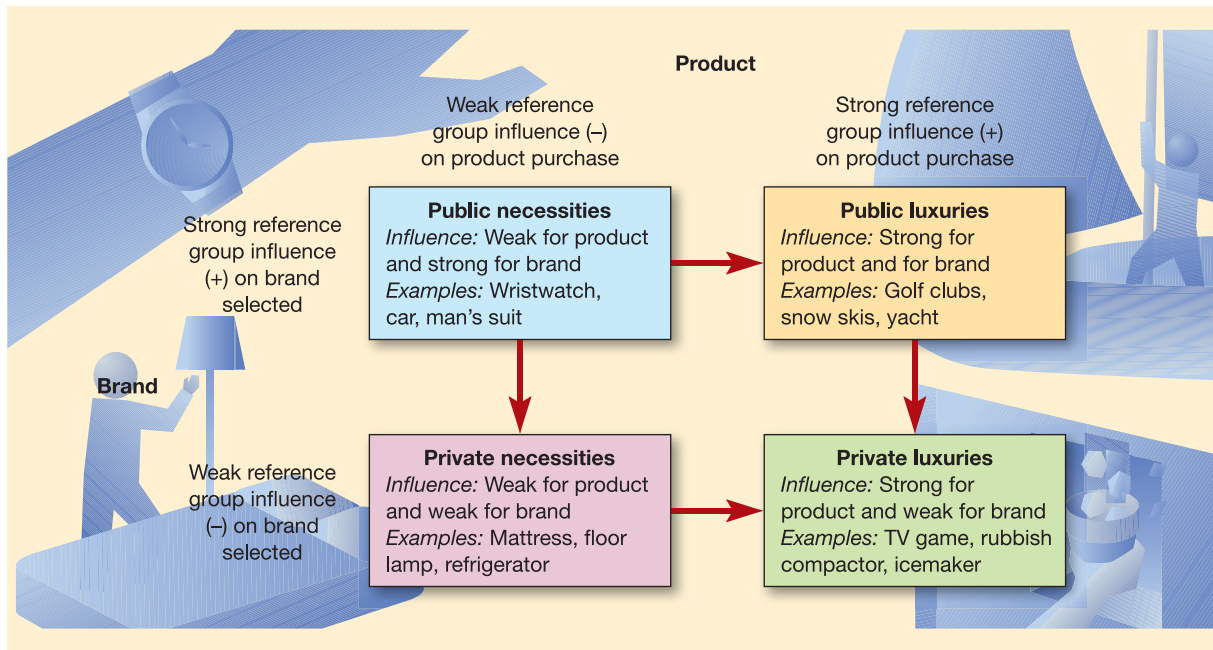 Product
Weak reference
group influence (–)
on product purchase
Strong reference
group influence (+)
on product purchase
Strong reference
group influence
(+) on brand
selected
Public necessities
Influence: Weak for product
and strong for brand
Examples: Wristwatch,
car, man’s suit
Public luxuries
Influence: Strong for
product and for brand
Examples: Golf clubs,
snow skis, yacht
Brand
Weak reference
group influence
(–) on brand
selected
Private necessities
Influence: Weak for product
and weak for brand
Examples: Mattress, floor
lamp, refrigerator
Private luxuries
Influence: Strong for
product and weak for brand
Examples: TV game, rubbish
compactor, icemaker